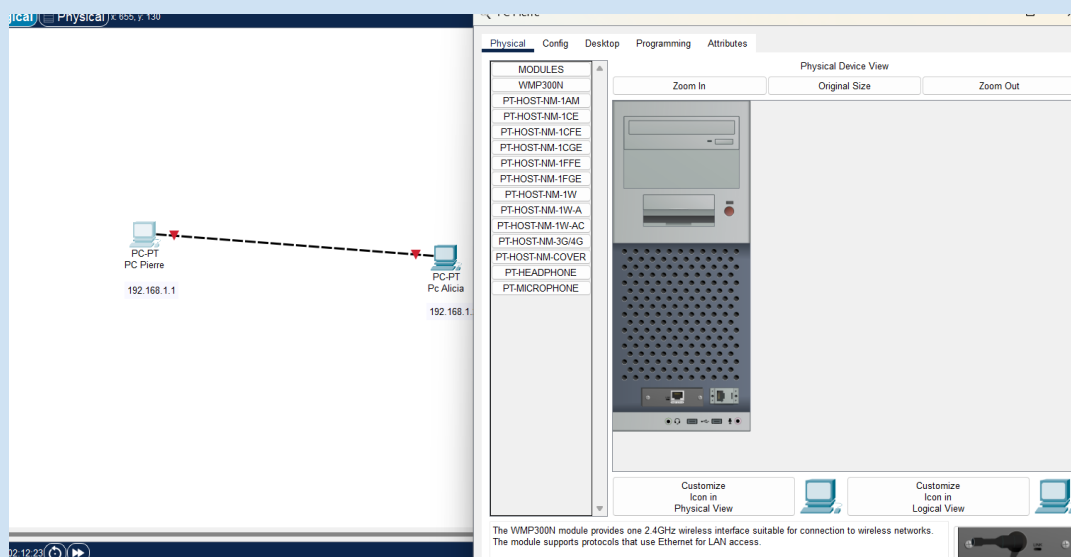 Physical x: 655, y: 130
PC-PT
PC Pierre
192.168.1.1
PC-PT
Pc Alicia
192.168.1.
02:12:23
PC Pierre
Physical Config Desktop Programming Attributes
MODULES
WMP300N
PT-HOST-NM-1AM
PT-HOST-NM-1CE
PT-HOST-NM-1CFE
PT-HOST-NM-1CGE
PT-HOST-NM-1FFE
PT-HOST-NM-1FGE
PT-HOST-NM-1W
PT-HOST-NM-1W-A
PT-HOST-NM-1W-AC
PT-HOST-NM-3G/4G
PT-HOST-NM-COVER
PT-HEADPHONE
PT-MICROPHONE
Physical Device View
Zoom In Original Size Zoom Out
Customize
Icon in
Physical View
Customize
Icon in
Logical View
The WMP300N module provides one 2.4GHz wireless interface suitable for connection to wireless networks.
The module supports protocols that use Ethernet for LAN access.